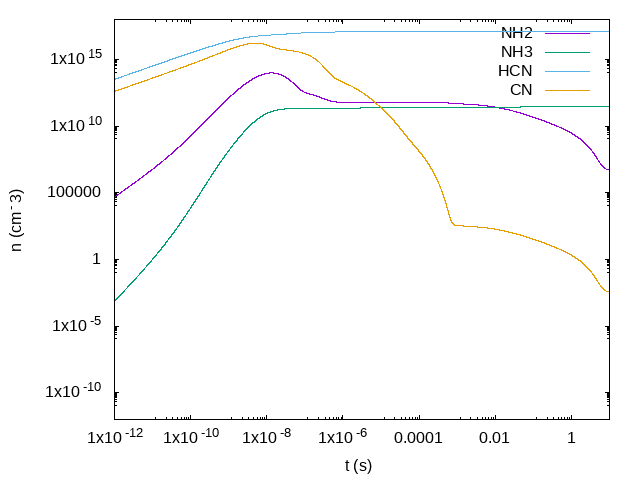 NH2
NH3
HCN
CN
1x10^15
1x10^10
100000
1
1x10^-5
1x10^-10
n (cm^-3)
1x10^-12 1x10^-10 1x10^-8 1x10^-6 0.0001 0.01 1
t (s)